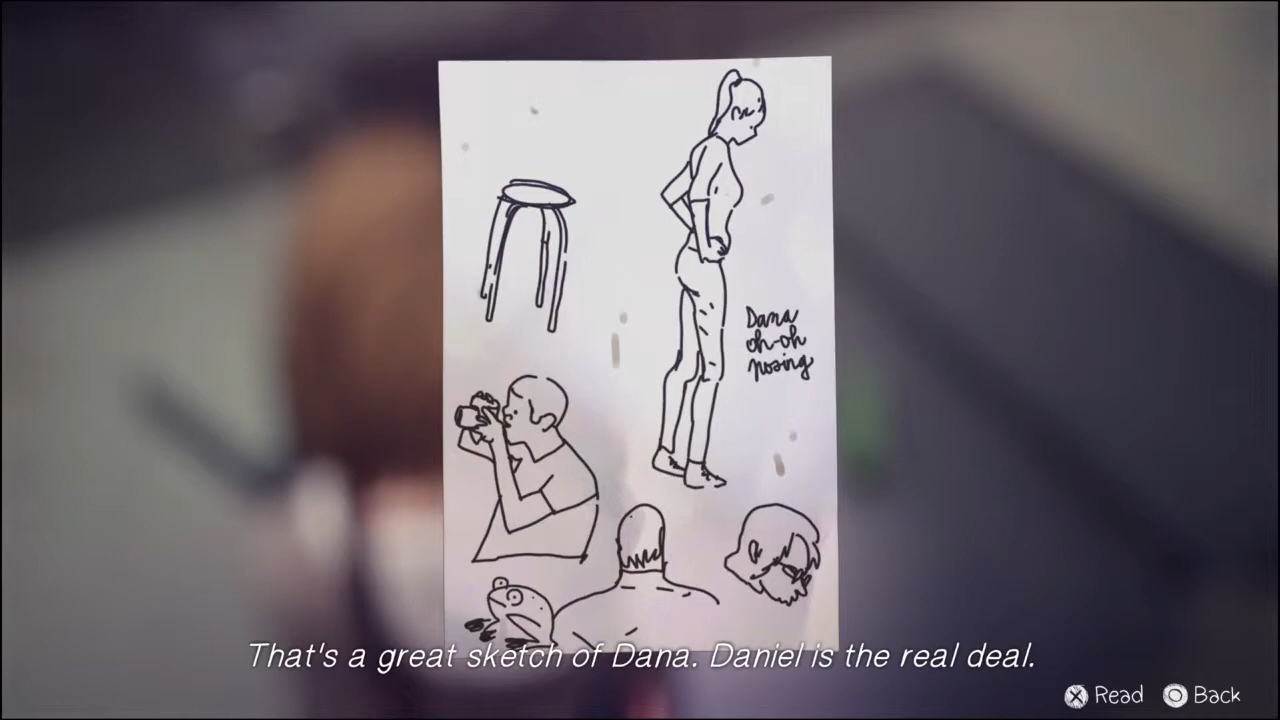 Dana
oh-oh
posing
That's a great sketch of Dana. Daniel is the real deal.
Read
Back